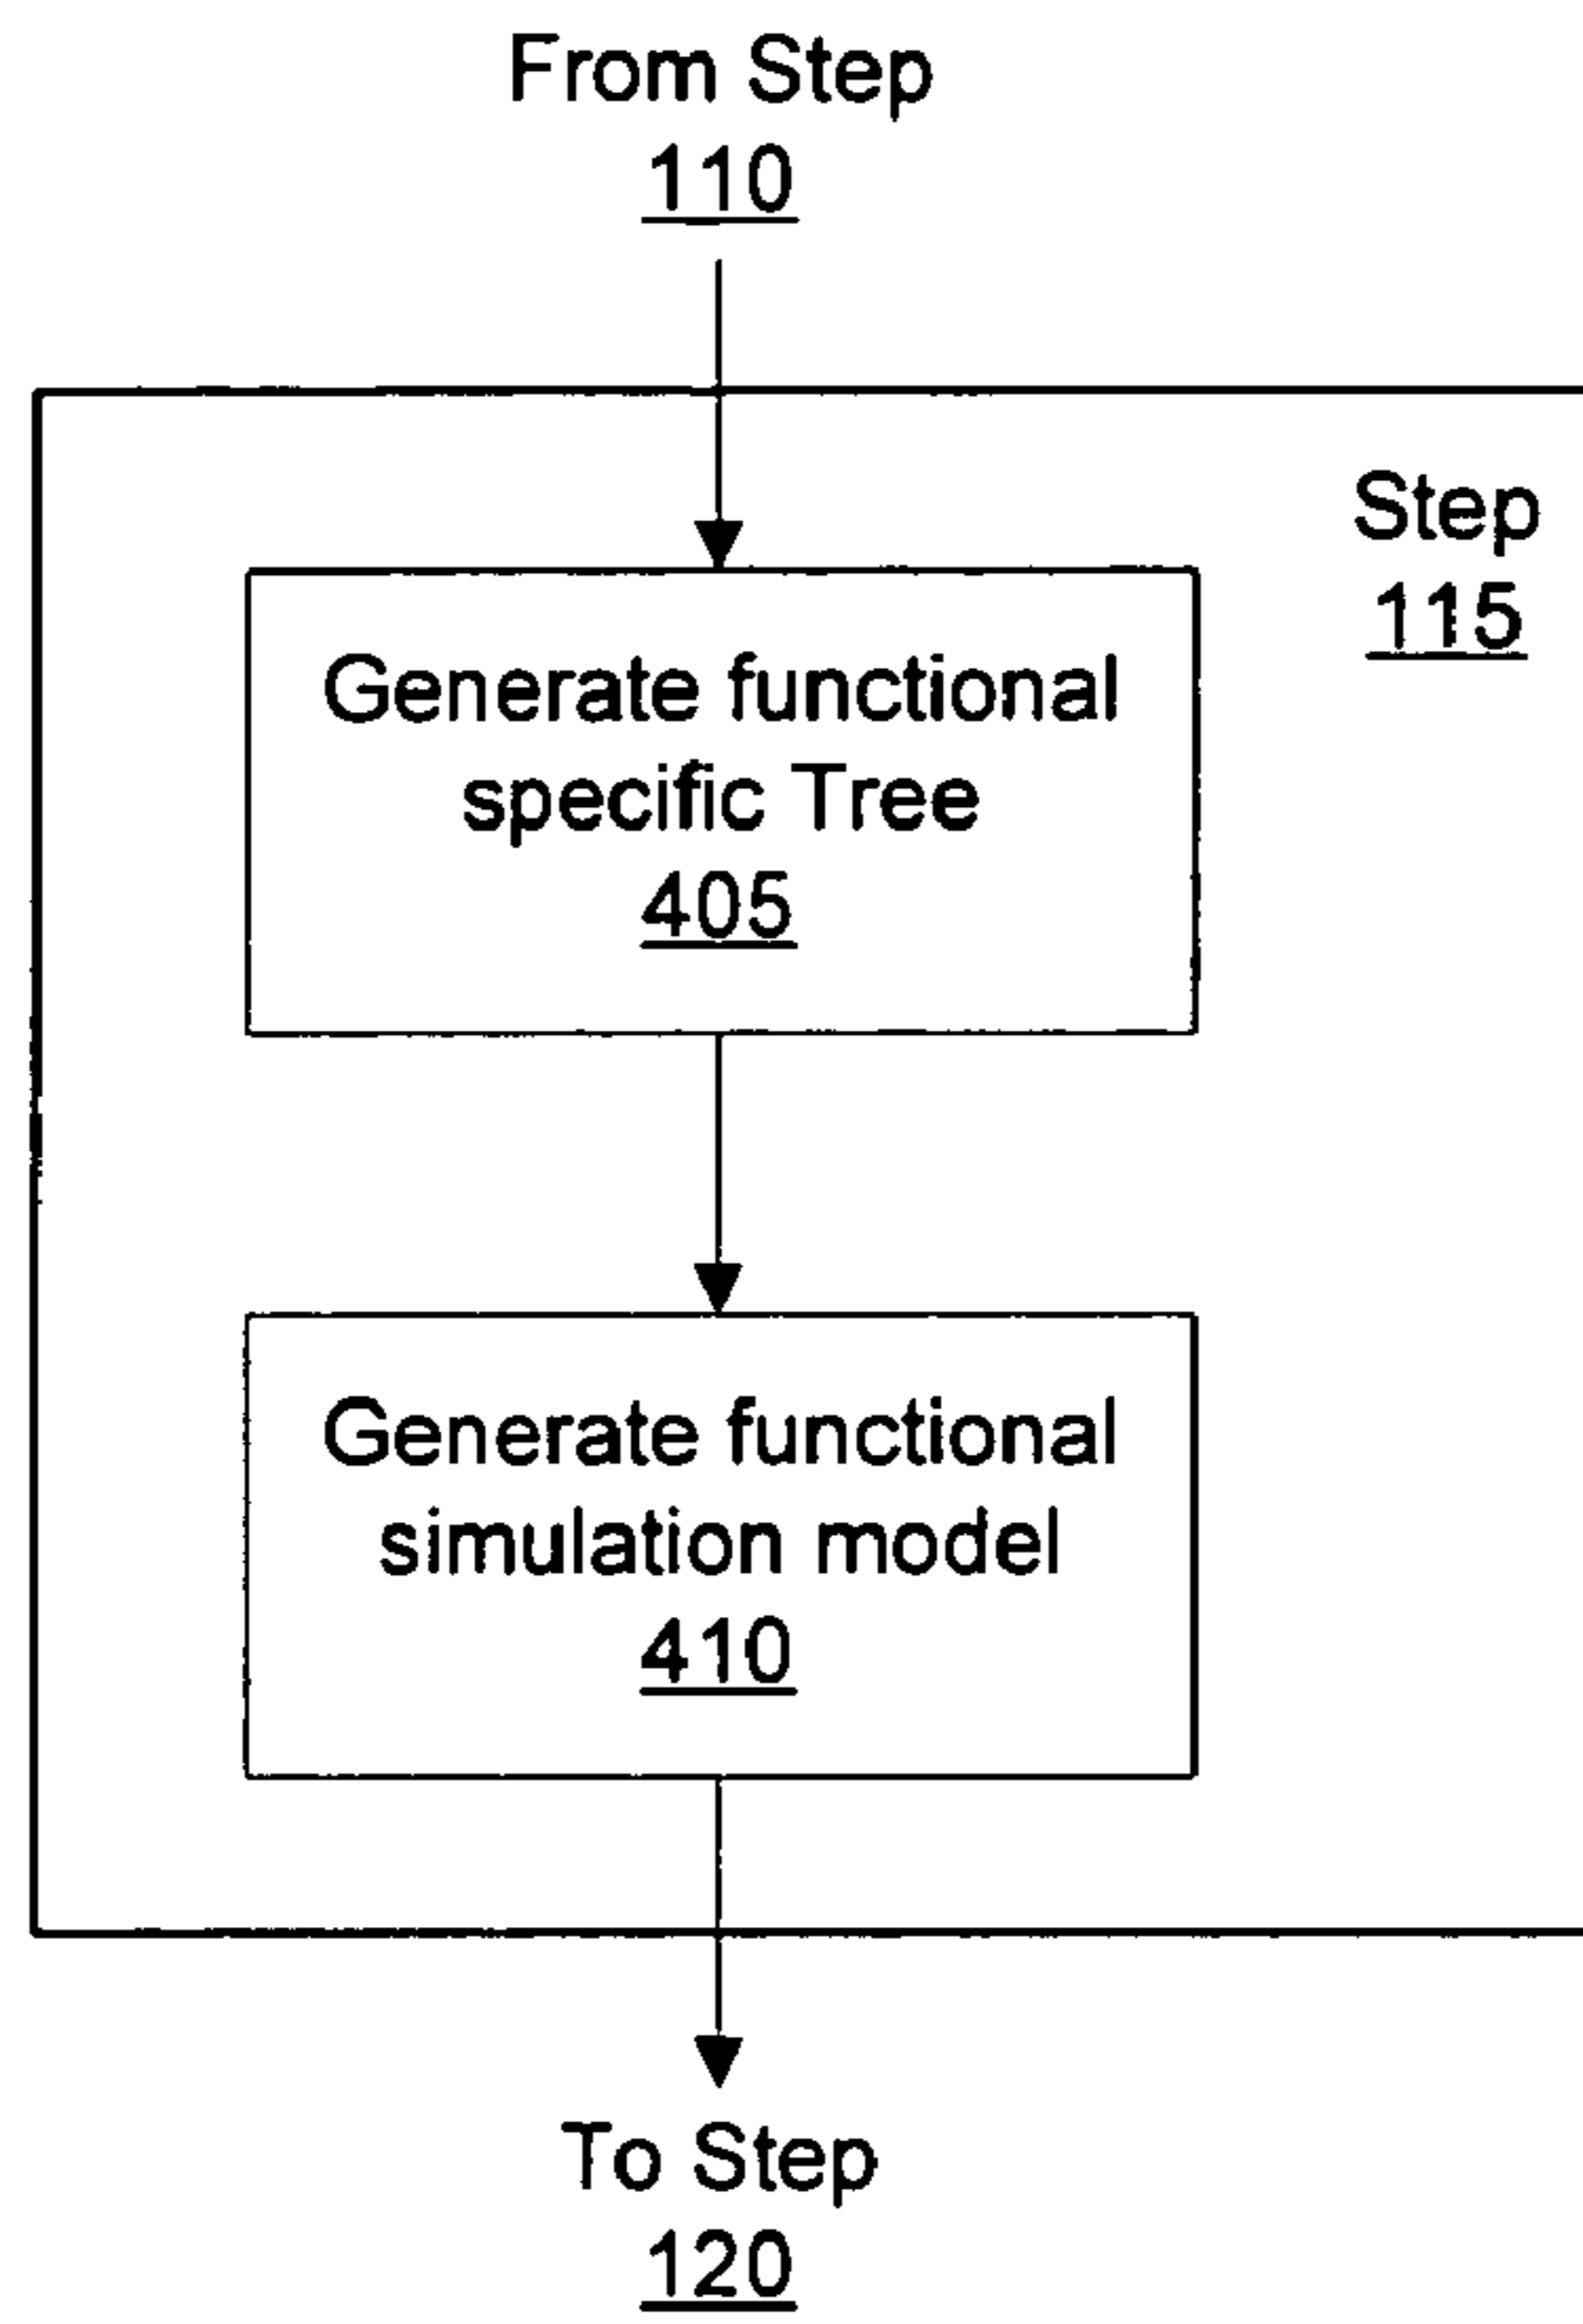 From Step
110
Step
115
Generate functional
specific Tree
405
Generate functional
simulation model
410
To Step
120